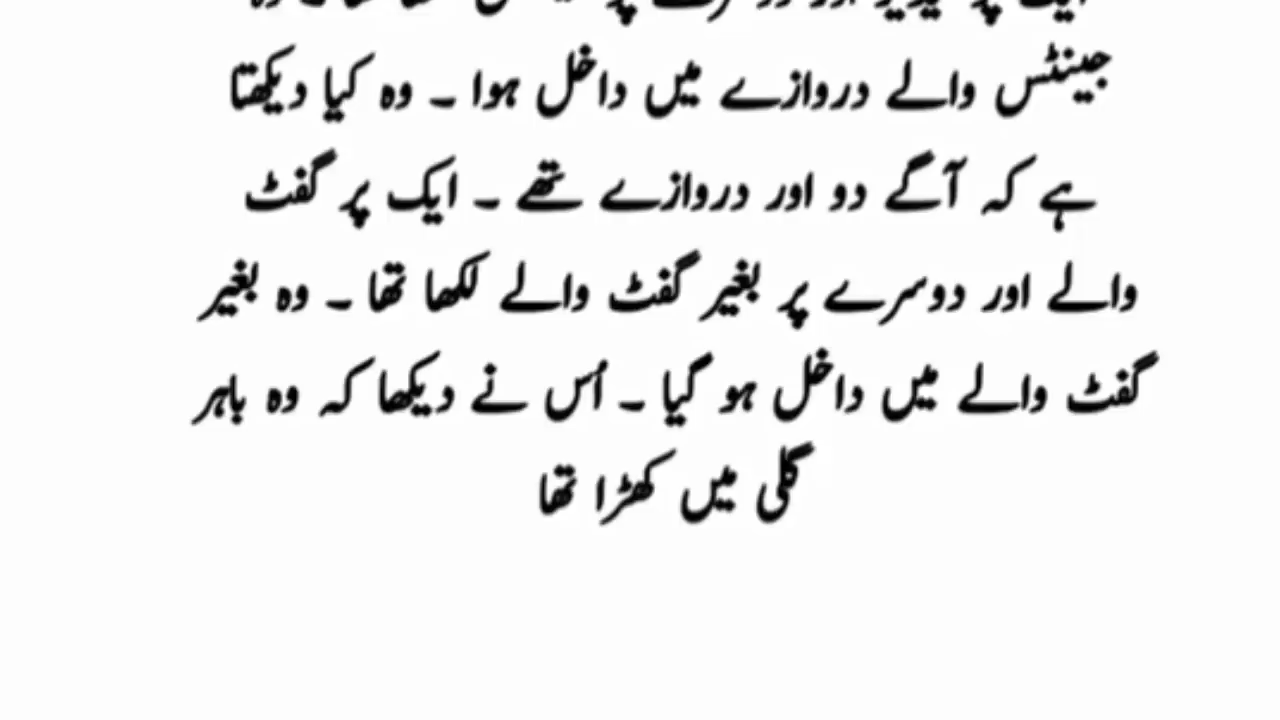 جینٹس والے دروازے میں داخل ہوا ۔ وہ کیا دیکھتا
ہے کہ آگے دو اور دروازے تھے ۔ ایک پر گفٹ
والے اور دوسرے پر بغیر گفٹ والے لکھا تھا ۔ وہ بغیر
گفٹ والے میں داخل ہو گیا ۔ اُس نے دیکھا کہ وہ باہر
گلی میں کھڑا تھا